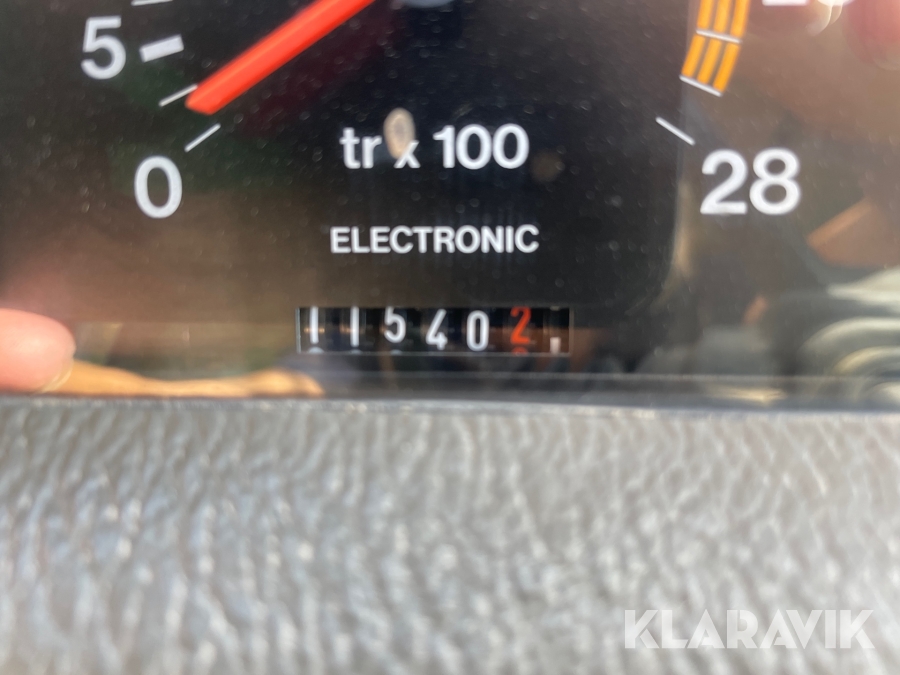 5
0
tr x 100
28
ELECTRONIC
115402
KLARAVIK